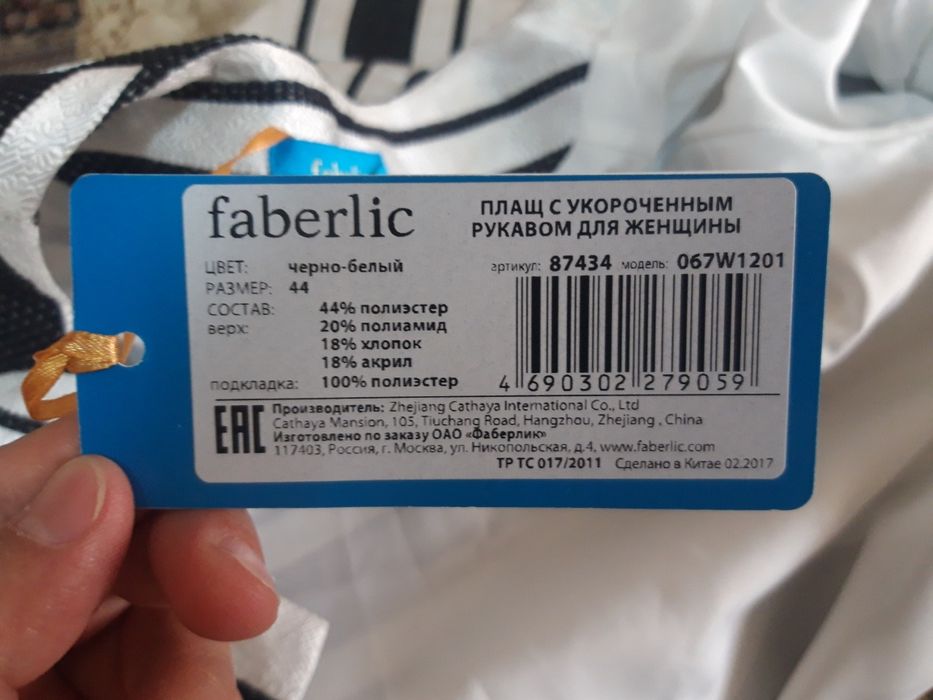 faberlic
ПЛАЩ С УКОРОЧЕННЫМ
РУКАВОМ ДЛЯ ЖЕНЩИНЫ
ЦВЕТ: черно-белый
РАЗМЕР: 44
СОСТАВ: 44% полиэстер
верх: 20% полиамид
18% хлопок
18% акрил
подкладка: 100% полиэстер
артикул: 87434 модель: 067W1201
4 690302 279059
EAC
Производитель: Zhejiang Cathaya International Co., Ltd
Cathaya Mansion, 105, Tiuchang Road, Hangzhou, Zhejiang , China
Изготовлено по заказу ОАО «Фаберлик»
117403, Россия, г. Москва, ул. Никопольская, д.4, www.faberlic.com
ТР ТС 017/2011 Сделано в Китае 02.2017